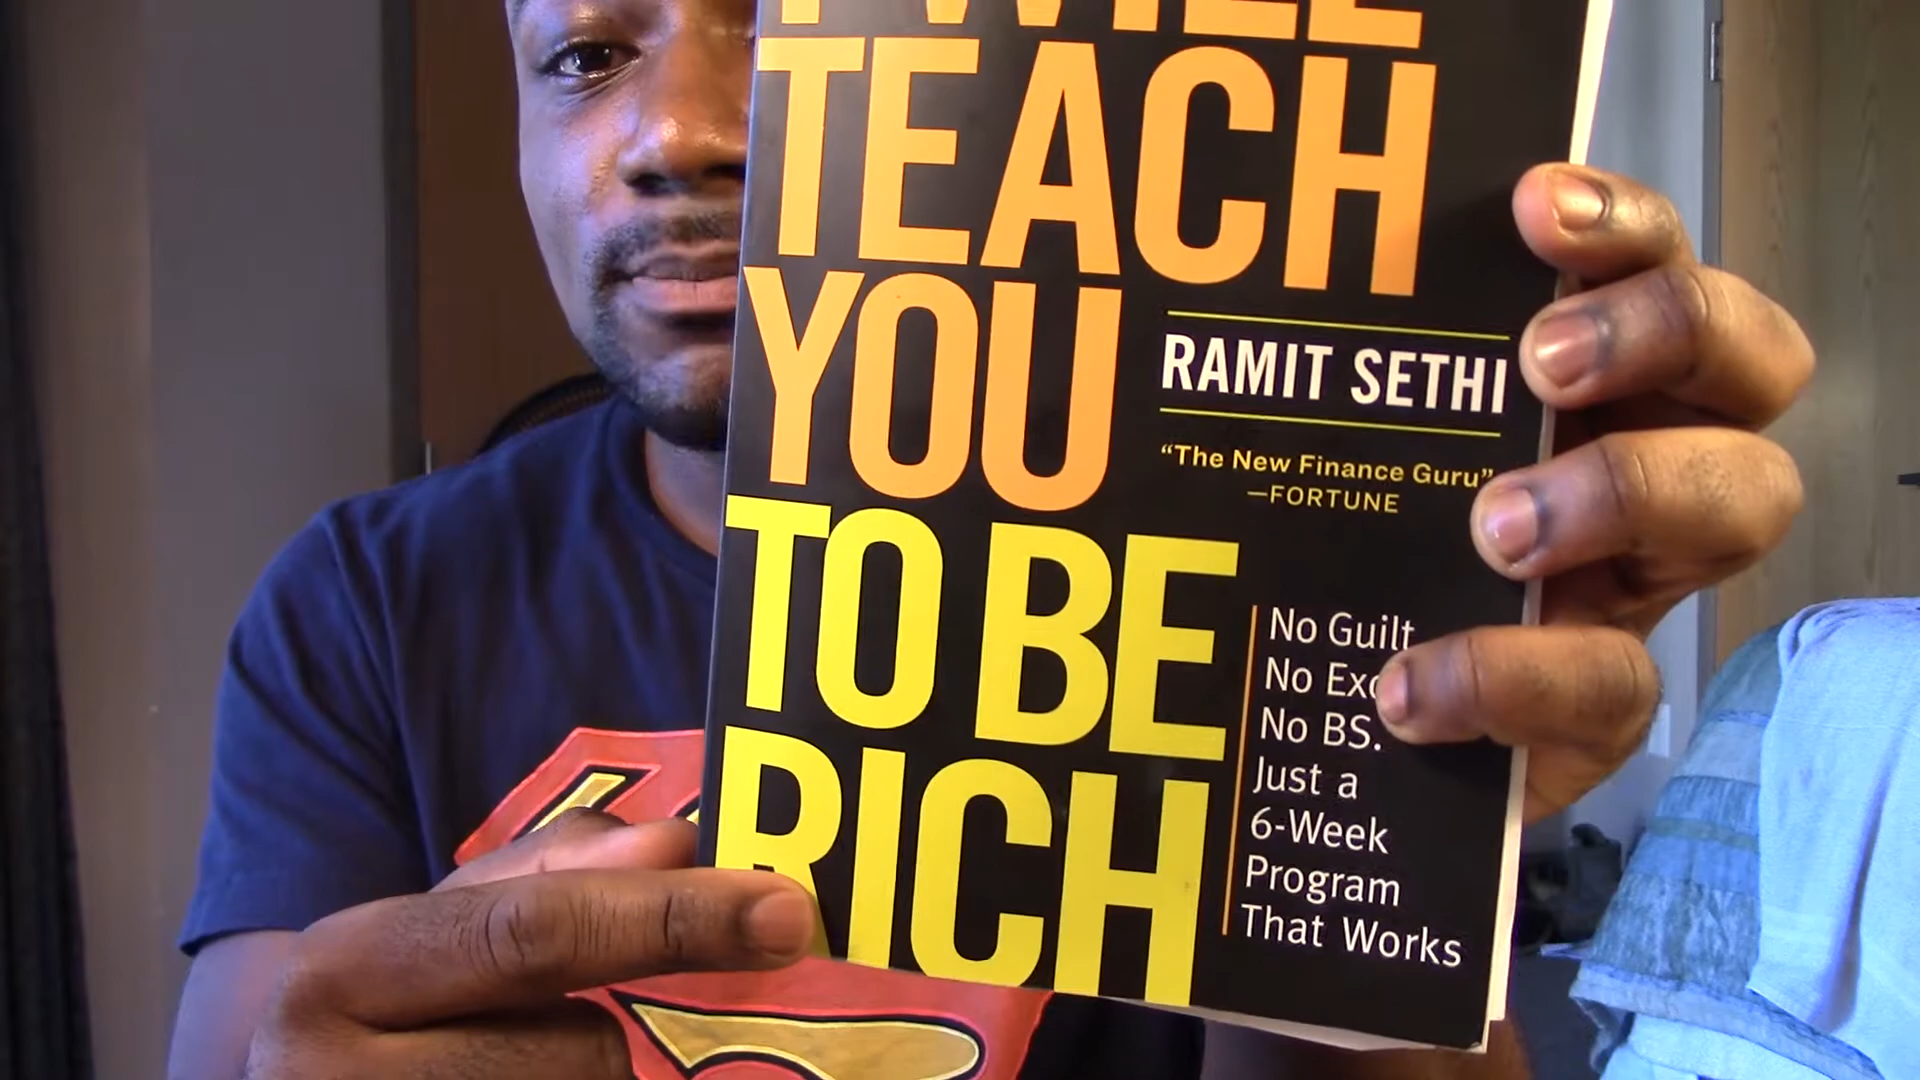 I WILL
TEACH
YOU
TO BE
RICH
RAMIT SETHI
“The New Finance Guru”
—FORTUNE
No Guilt
No
No BS.
Just a
6-Week
Program
That Works